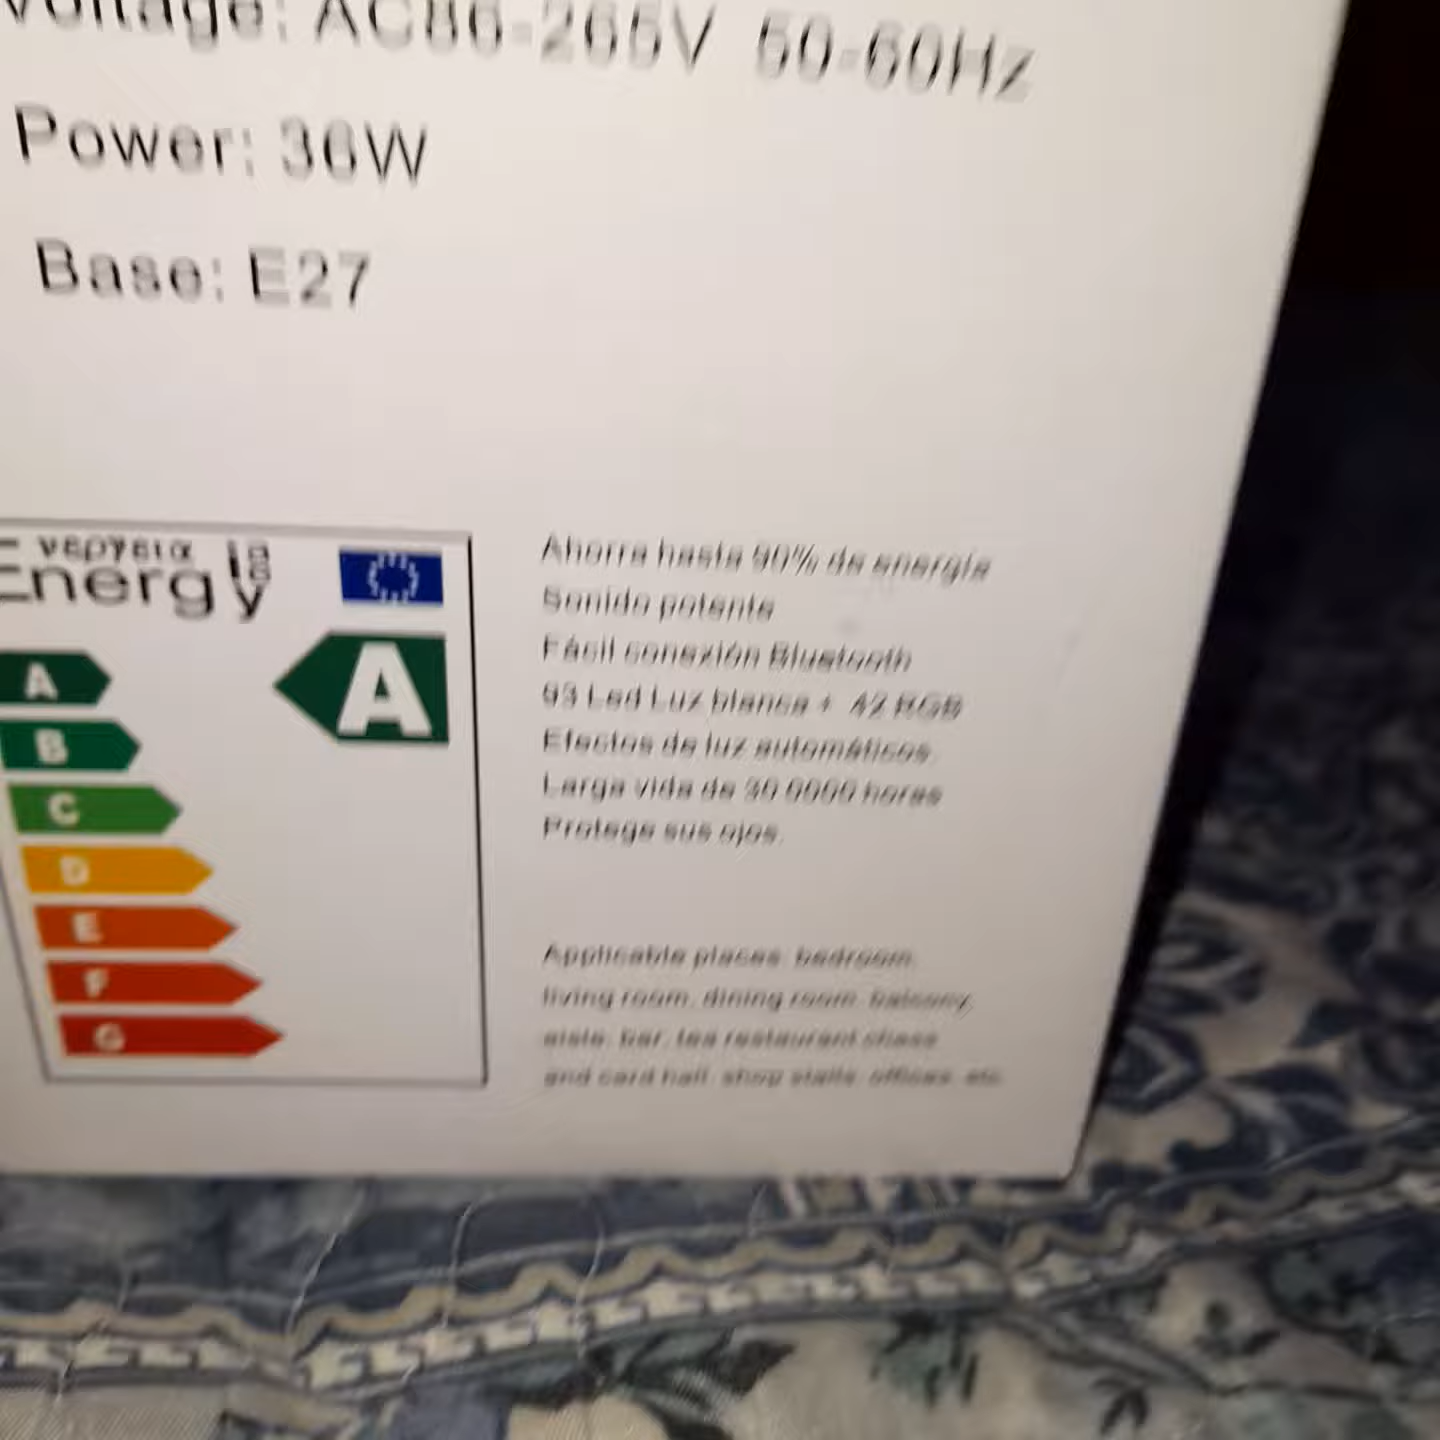 Voltage: AC86-265V 50-60Hz
Power: 36W
Base: E27
Ενεργεια
Energy
ia
A
A
B
C
D
E
F
G
Ahorra hasta 90% de energía
Sonido potente
Fácil conexión Bluetooth
93 Led Luz blanca + 42 RGB
Efectos de luz automáticos
Larga vida de 30.0000 horas
Protege sus ojos.
Applicable places: bedroom,
living room, dining room, balcony,
aisle, bar, tea restaurant chess
and card hall, shop stalls, offices, etc